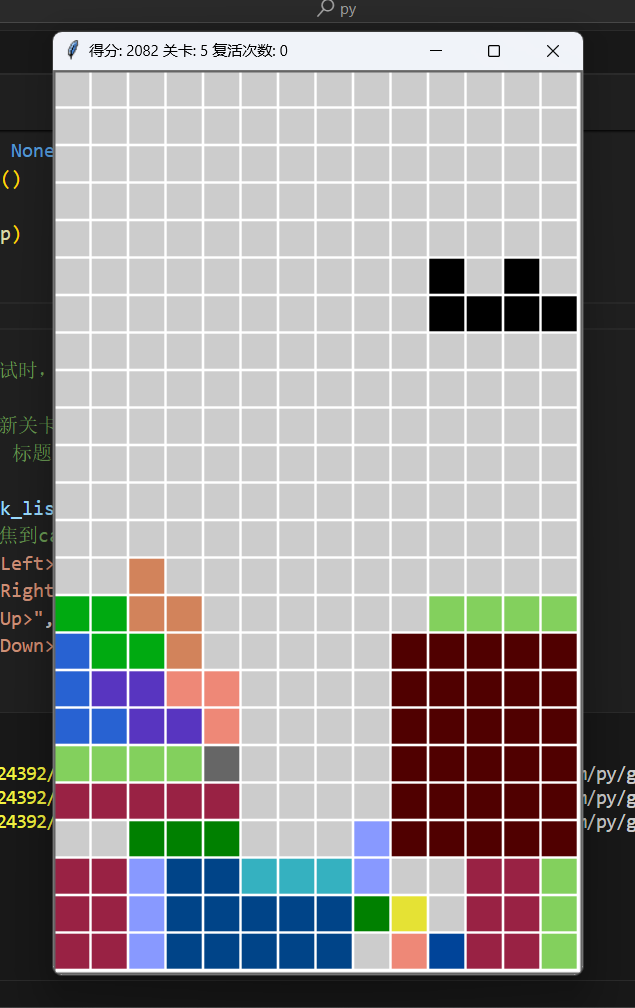 py
得分: 2082 关卡: 5 复活次数: 0
None
()
p)
试时，
新关卡
标题
k_lis
焦到ca
Left>
Right
Up>",
Down>
24392/
m/py/g
24392/
n/py/g
24392/
n/py/g